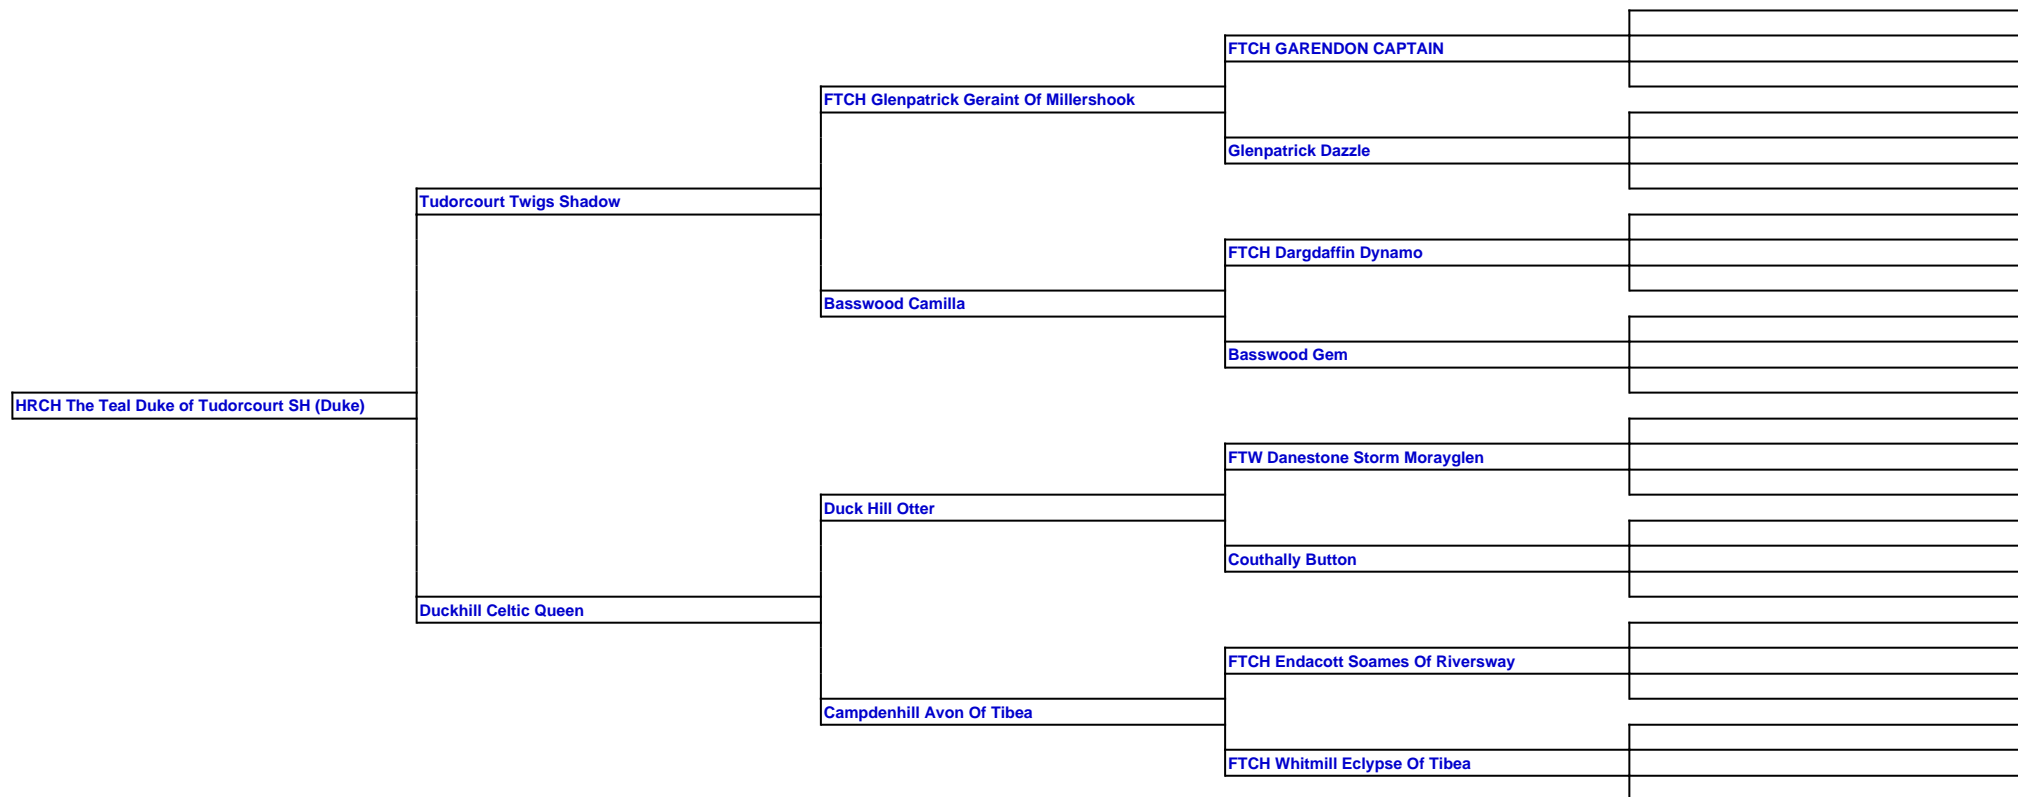 FTCH GARENDON CAPTAIN
FTCH Glenpatrick Geraint Of Millershook
Glenpatrick Dazzle
Tudorcourt Twigs Shadow
FTCH Dargdaffin Dynamo
Basswood Camilla
Basswood Gem
HRCH The Teal Duke of Tudorcourt SH (Duke)
FTW Danestone Storm Morayglen
Duck Hill Otter
Couthally Button
Duckhill Celtic Queen
FTCH Endacott Soames Of Riversway
Campdenhill Avon Of Tibea
FTCH Whitmill Eclypse Of Tibea